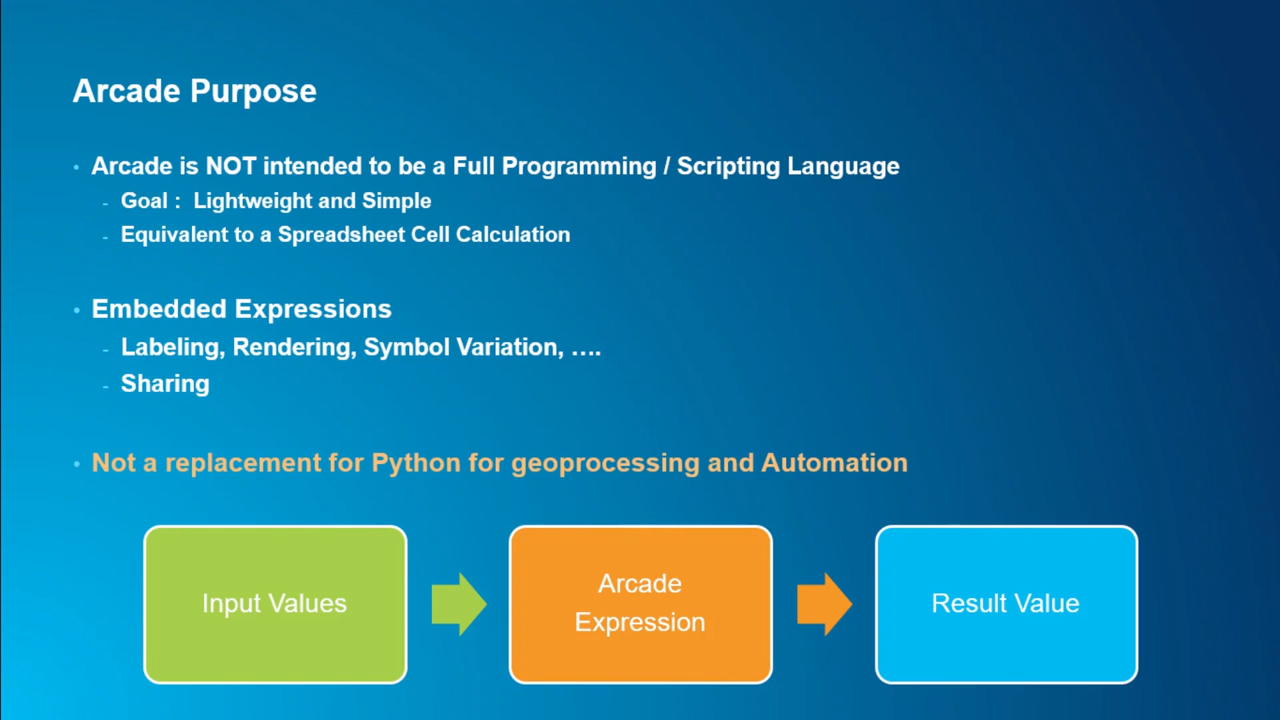 Arcade Purpose
• Arcade is NOT intended to be a Full Programming / Scripting Language
- Goal :  Lightweight and Simple
- Equivalent to a Spreadsheet Cell Calculation
• Embedded Expressions
- Labeling, Rendering, Symbol Variation, ….
- Sharing
• Not a replacement for Python for geoprocessing and Automation
Input Values
Arcade
Expression
Result Value